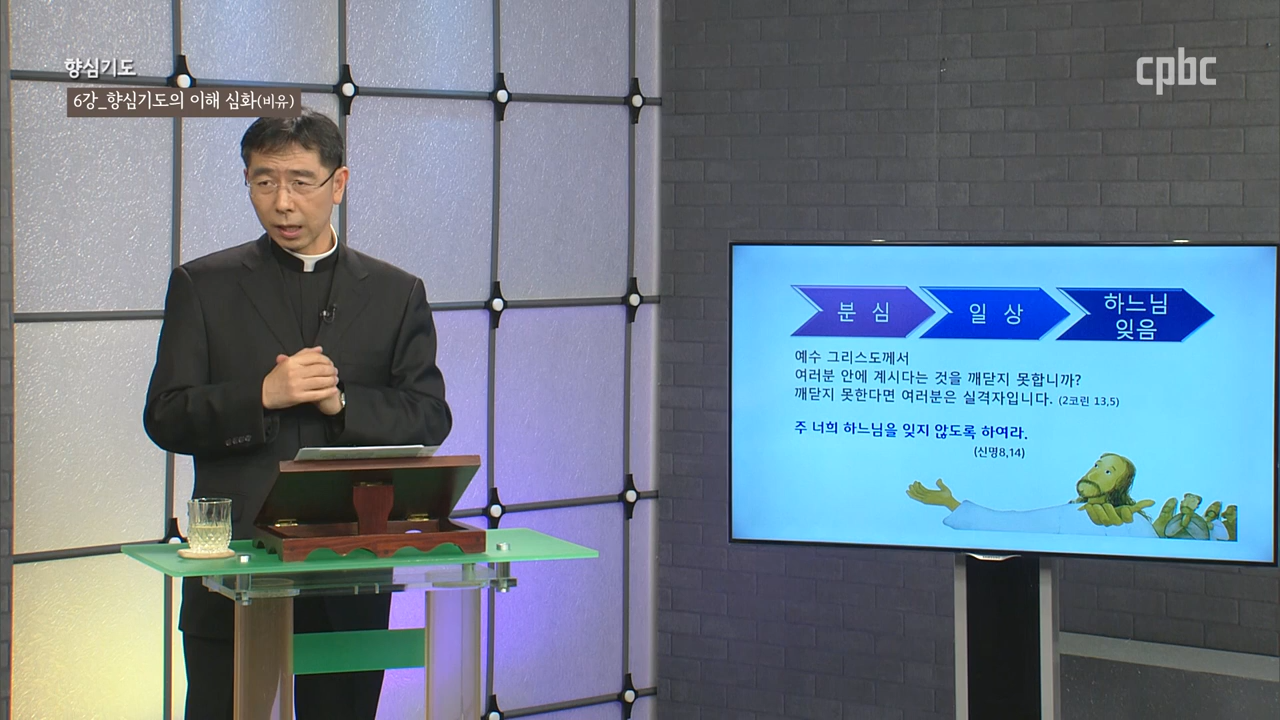 향심기도
6강_향심기도의 이해 심화(비유)
cpbc
분 심
일 상
하느님
잊음
예수 그리스도께서
여러분 안에 계시다는 것을 깨닫지 못합니까?
깨닫지 못한다면 여러분은 실격자입니다. (2코린 13,5)
주 너희 하느님을 잊지 않도록 하여라.
(신명8,14)